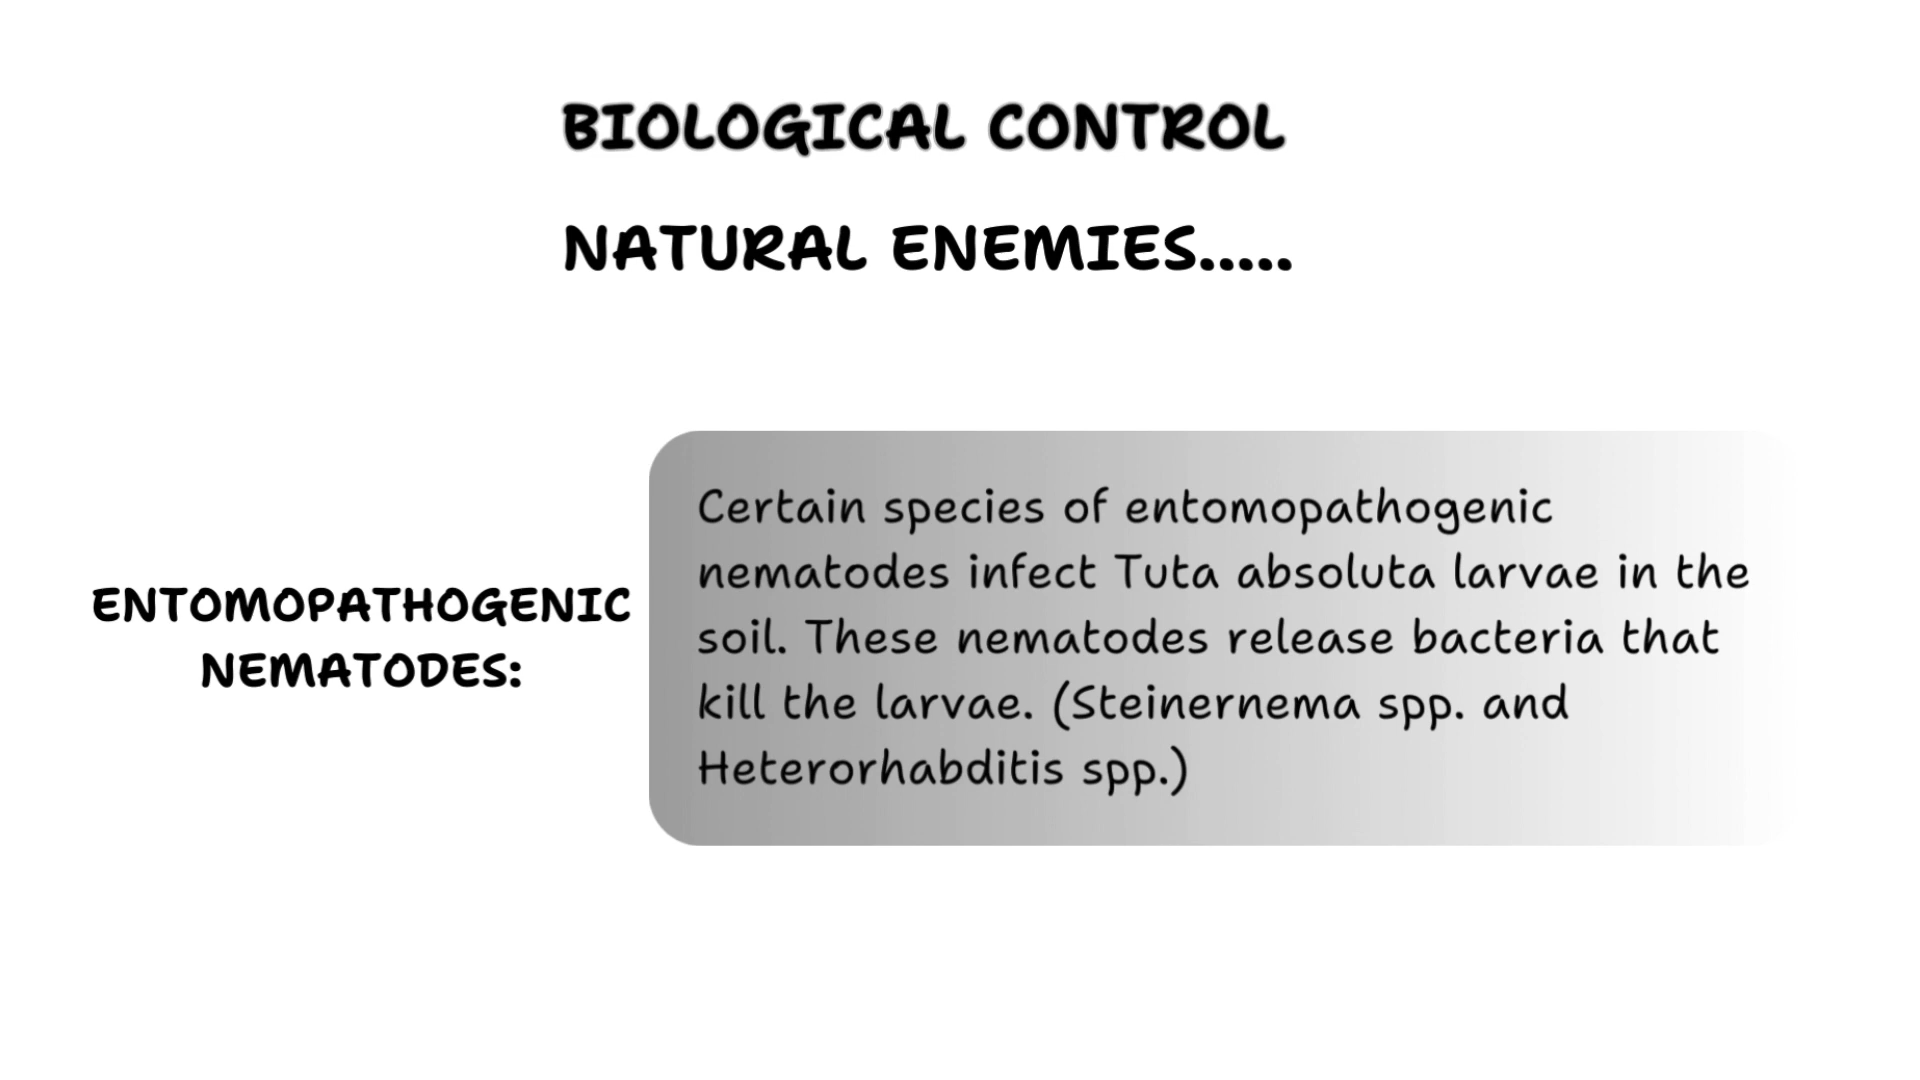 BIOLOGICAL CONTROL
NATURAL ENEMIES.....
ENTOMOPATHOGENIC
NEMATODES:
Certain species of entomopathogenic
nematodes infect Tuta absoluta larvae in the
soil. These nematodes release bacteria that
kill the larvae. (Steinernema spp. and
Heterorhabditis spp.)